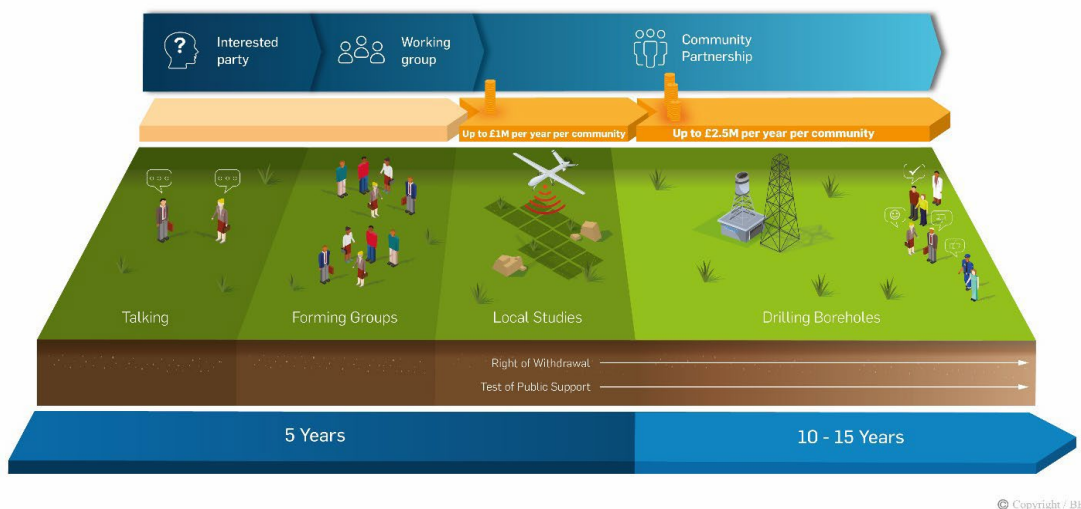 ?
Interested
party
Working
group
Community
Partnership
Up to £1M per year per community
Up to £2.5M per year per community
Talking
Forming Groups
Local Studies
Drilling Boreholes
Right of Withdrawal
Test of Public Support
5 Years
10 - 15 Years
© Copyright /